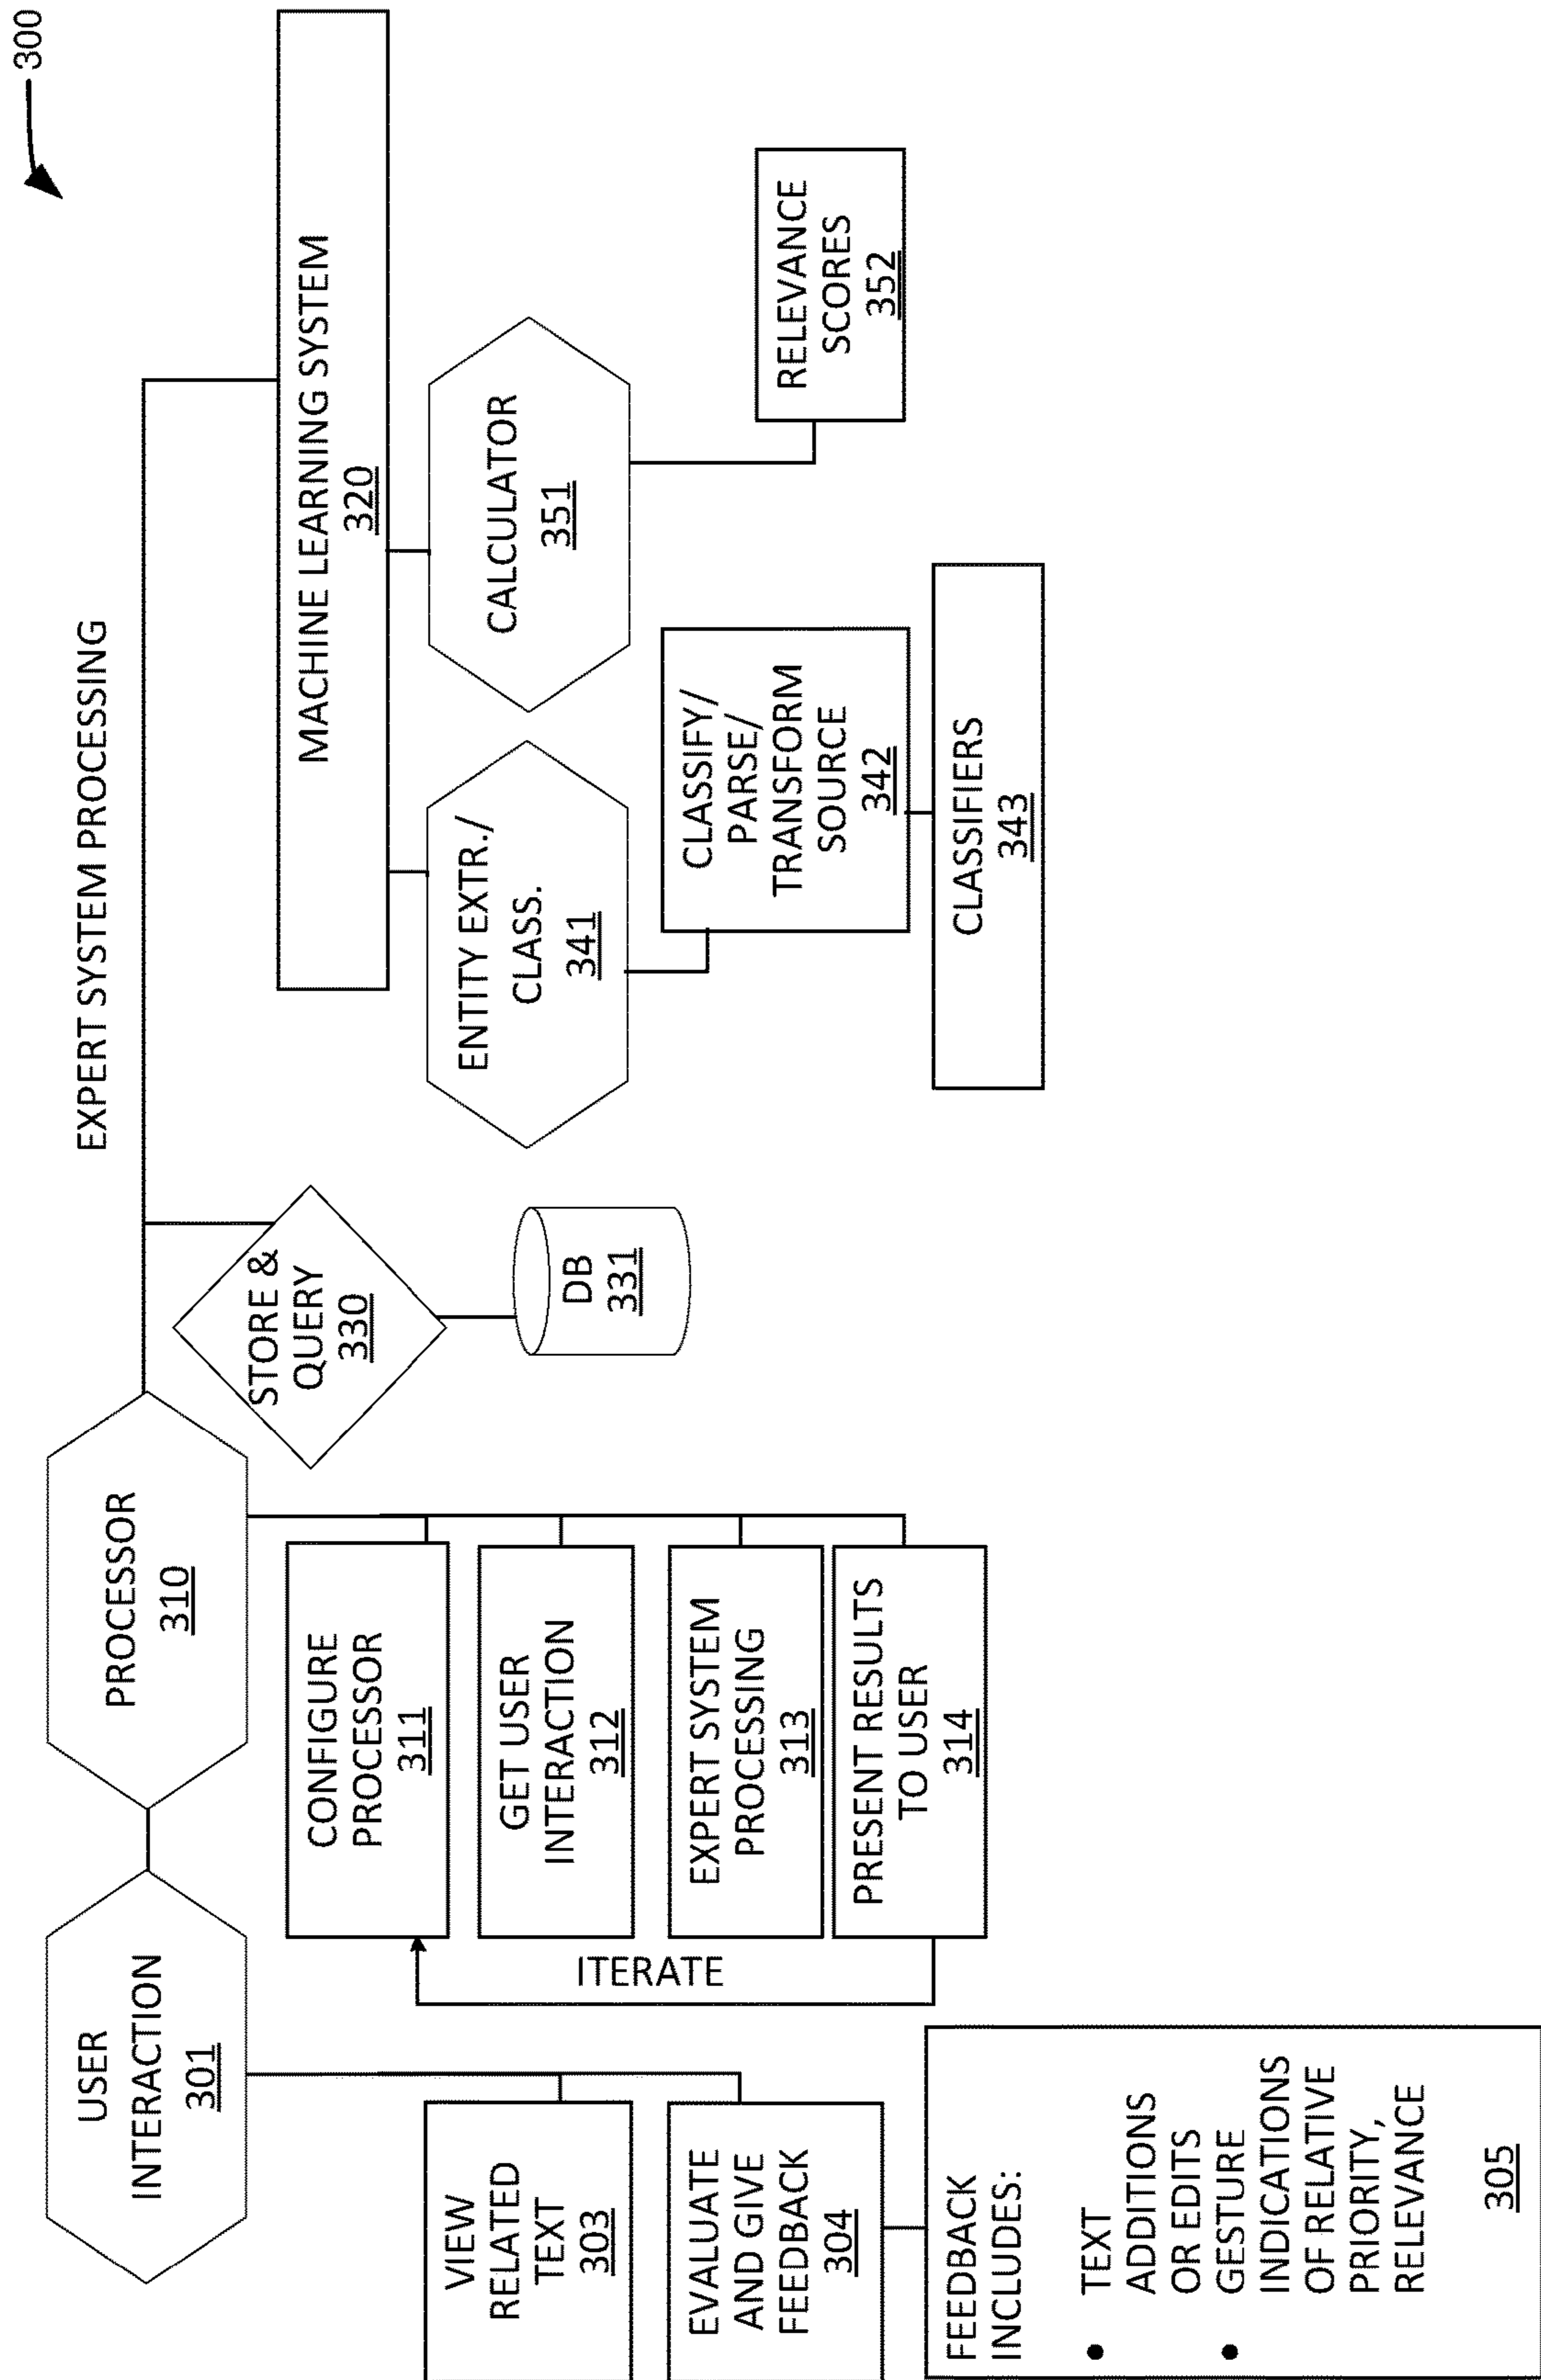 300
EXPERT SYSTEM PROCESSING
USER
INTERACTION
301
PROCESSOR
310
STORE &
QUERY
330
DB
331
MACHINE LEARNING SYSTEM
320
ENTITY EXTR./
CLASS.
341
CALCULATOR
351
CLASSIFY/
PARSE/
TRANSFORM
SOURCE
342
CLASSIFIERS
343
RELEVANCE
SCORES
352
CONFIGURE
PROCESSOR
311
GET USER
INTERACTION
312
EXPERT SYSTEM
PROCESSING
313
PRESENT RESULTS
TO USER
314
ITERATE
VIEW
RELATED
TEXT
303
EVALUATE
AND GIVE
FEEDBACK
304
FEEDBACK
INCLUDES:
• TEXT
ADDITIONS
OR EDITS
• GESTURE
INDICATIONS
OF RELATIVE
PRIORITY,
RELEVANCE
305